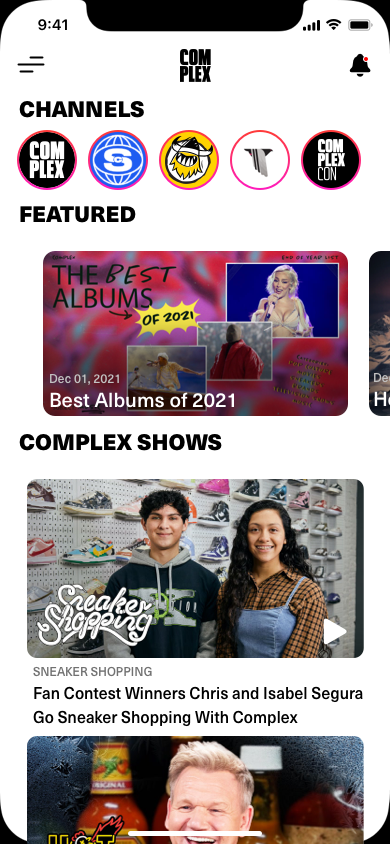 9:41
COM
PLEX
CHANNELS
COM
PLEX
S
COM
PLEX
CON
FEATURED
COMPLEX
END OF YEAR LIST
THE BEST
ALBUMS
OF 2021
Dec 01, 2021
Best Albums of 2021
De
H
COMPLEX SHOWS
Sneaker
Shopping
SNEAKER SHOPPING
Fan Contest Winners Chris and Isabel Segura
Go Sneaker Shopping With Complex
ORIGINAL
HOT